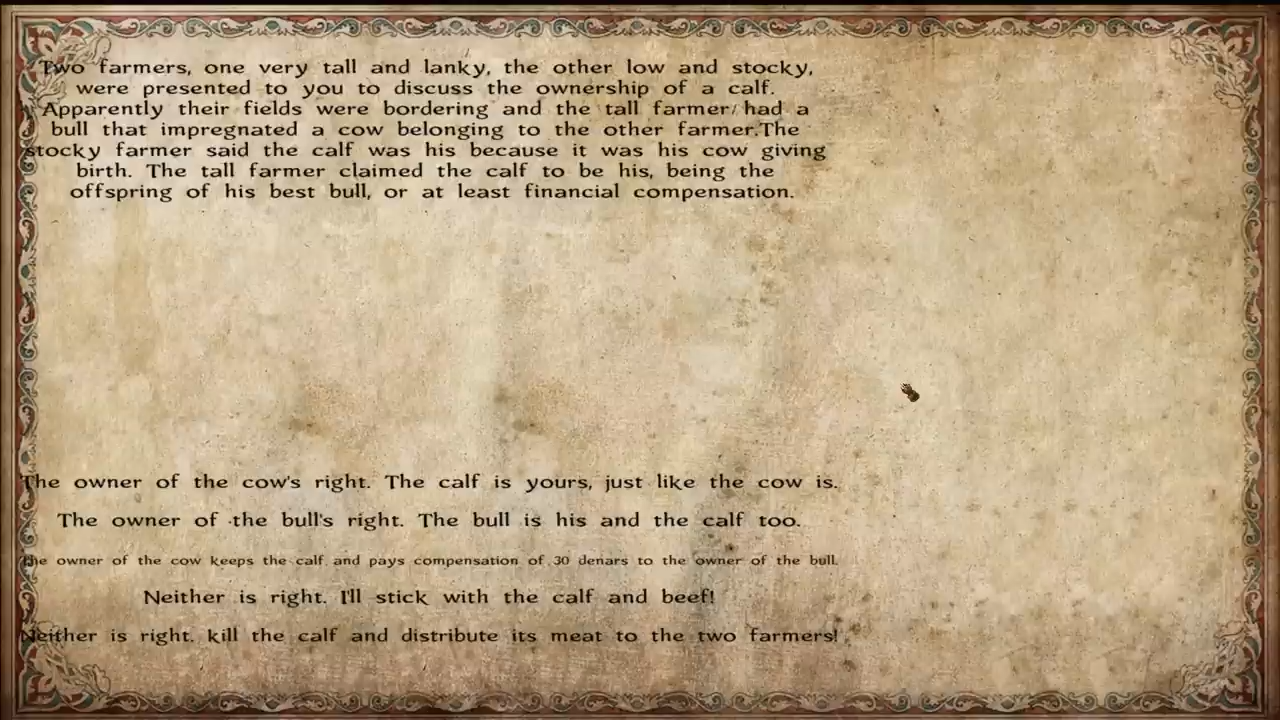 Two farmers, one very tall and lanky, the other low and stocky,
were presented to you to discuss the ownership of a calf.
Apparently their fields were bordering and the tall farmer had a
bull that impregnated a cow belonging to the other farmer.The
stocky farmer said the calf was his because it was his cow giving
birth. The tall farmer claimed the calf to be his, being the
offspring of his best bull, or at least financial compensation.
The owner of the cow's right. The calf is yours, just like the cow is.
The owner of the bull's right. The bull is his and the calf too.
The owner of the cow keeps the calf and pays compensation of 30 denars to the owner of the bull.
Neither is right. I'll stick with the calf and beef!
Neither is right. kill the calf and distribute its meat to the two farmers!